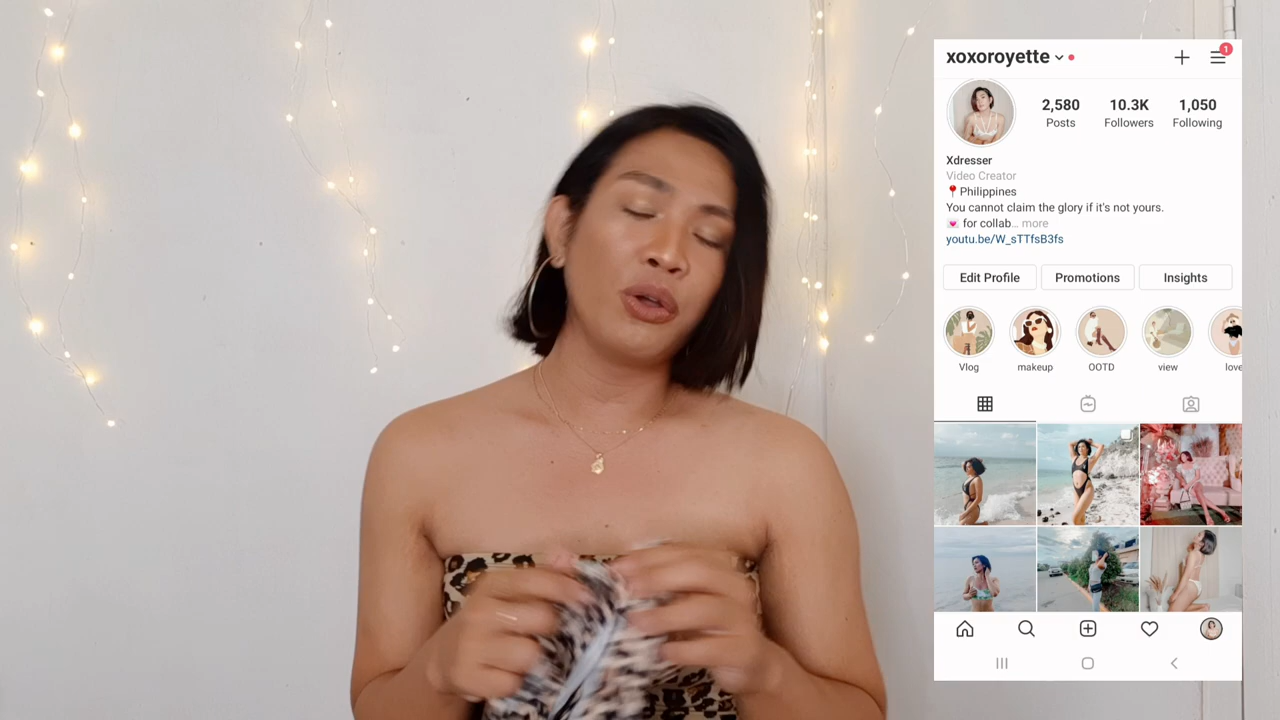 xoxoroyette
1
2,580
10.3K
1,050
Posts
Followers
Following
Xdresser
Video Creator
📍Philippines
You cannot claim the glory if it's not yours.
💌 for collab... more
youtu.be/W_sTTfsB3fs
Edit Profile
Promotions
Insights
Vlog
makeup
OOTD
view
love